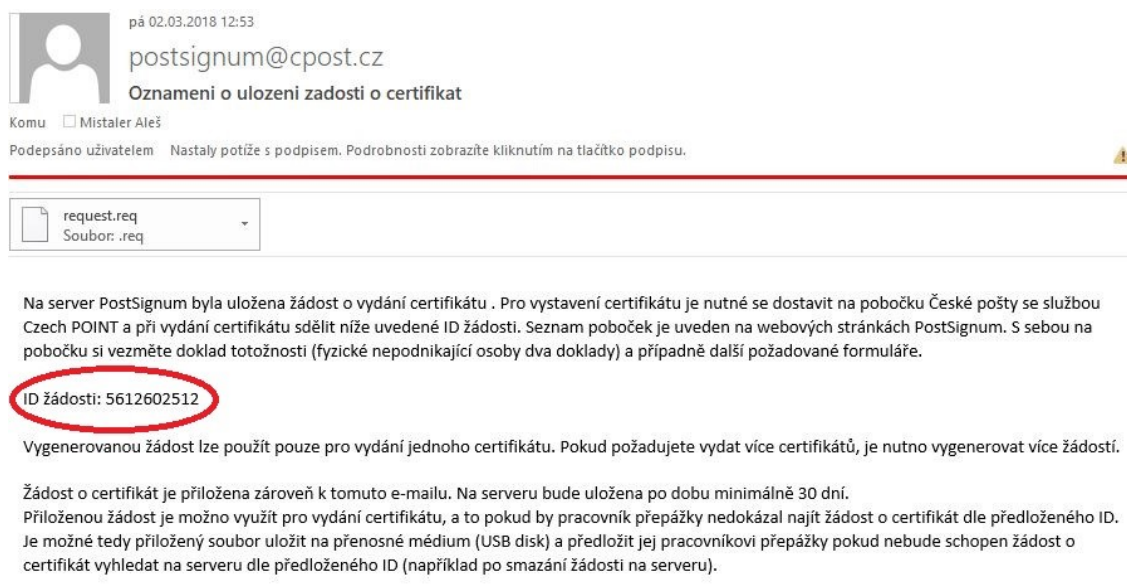 pá 02.03.2018 12:53
postsignum@cpost.cz
Oznameni o ulozeni zadosti o certifikat
Komu Mistaler Aleš
Podepsáno uživatelem Nastaly potíže s podpisem. Podrobnosti zobrazíte kliknutím na tlačítko podpisu.
request.req
Soubor: .req
Na server PostSignum byla uložena žádost o vydání certifikátu . Pro vystavení certifikátu je nutné se dostavit na pobočku České pošty se službou
Czech POINT a při vydání certifikátu sdělit níže uvedené ID žádosti. Seznam poboček je uveden na webových stránkách PostSignum. S sebou na
pobočku si vezměte doklad totožnosti (fyzické nepodnikající osoby dva doklady) a případně další požadované formuláře.
ID žádosti: 5612602512
Vygenerovanou žádost lze použít pouze pro vydání jednoho certifikátu. Pokud požadujete vydat více certifikátů, je nutno vygenerovat více žádostí.
Žádost o certifikát je přiložena zároveň k tomuto e-mailu. Na serveru bude uložena po dobu minimálně 30 dní.
Přiloženou žádost je možno využít pro vydání certifikátu, a to pokud by pracovník přepážky nedokázal najít žádost o certifikát dle předloženého ID.
Je možné tedy přiložený soubor uložit na přenosné médium (USB disk) a předložit jej pracovníkovi přepážky pokud nebude schopen žádost o
certifikát vyhledat na serveru dle předloženého ID (například po smazání žádosti na serveru).